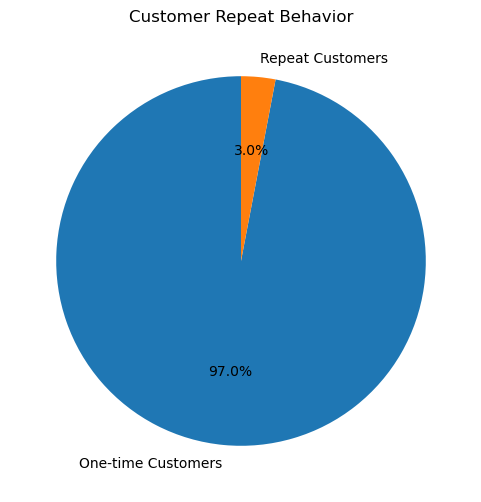 Customer Repeat Behavior
Repeat Customers
3.0%
97.0%
One-time Customers